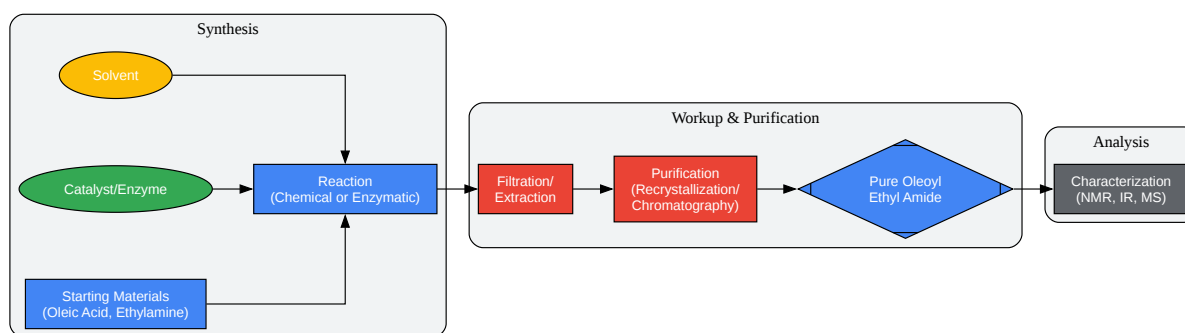 Synthesis
Solvent
Catalyst/Enzyme
Starting Materials
(Oleic Acid, Ethylamine)
Reaction
(Chemical or Enzymatic)
Workup & Purification
Filtration/
Extraction
Purification
(Recrystallization/
Chromatography)
Pure Oleoyl
Ethyl Amide
Analysis
Characterization
(NMR, IR, MS)